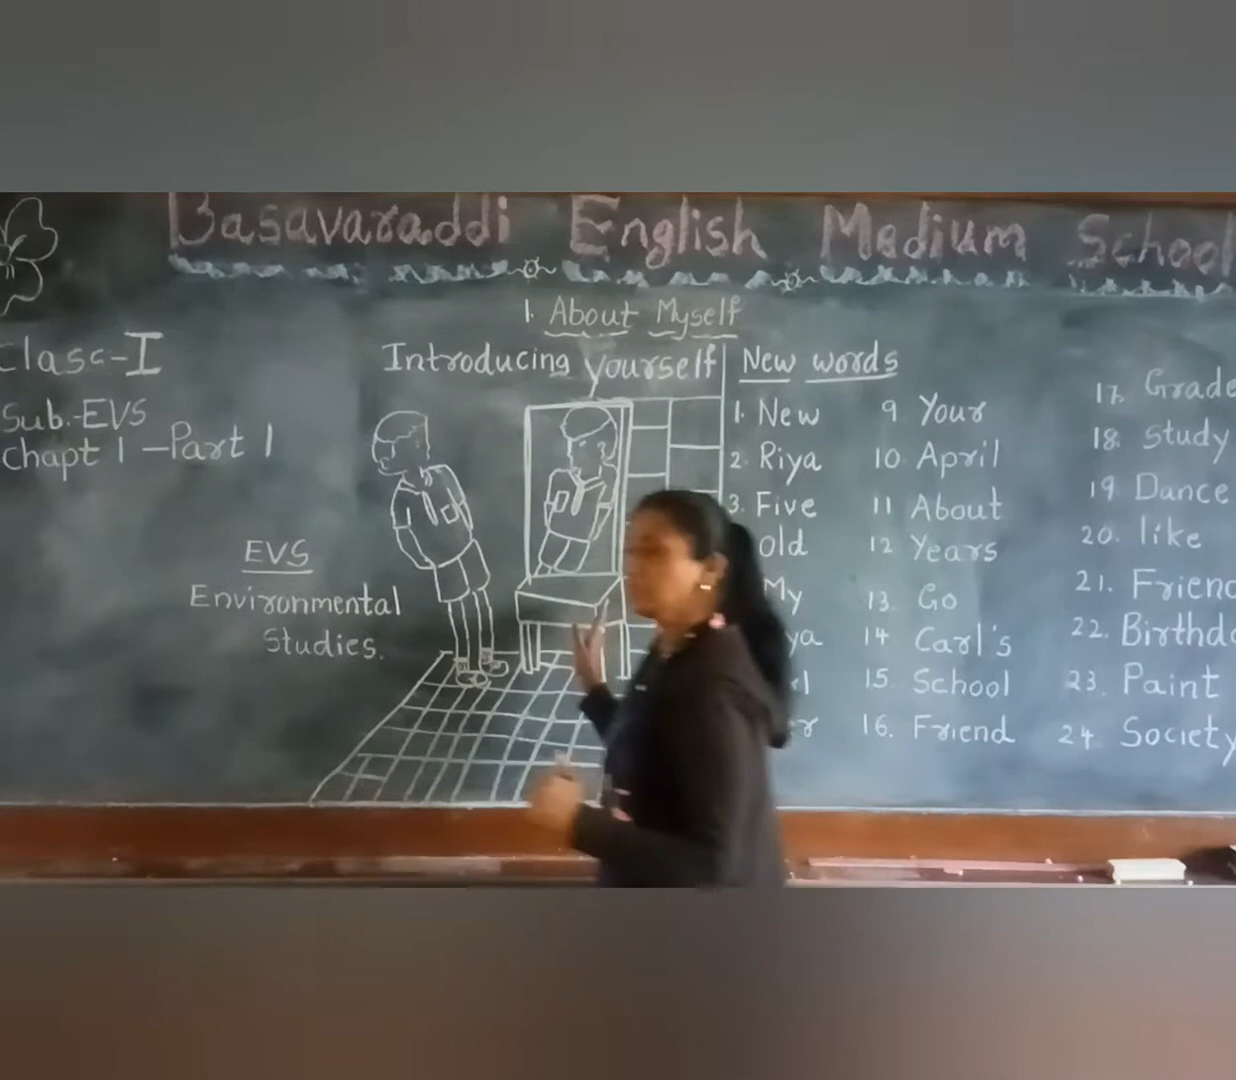 Basavaraddi English Medium School
1. About Myself
Class-I
Sub.-EVS
Chapt 1 - Part 1
EVS
Environmental
Studies.
Introducing yourself
New words
1. New
2. Riya
3. Five
old
My
9 Your
10 April
11 About
12 Years
13. Go
14 Carl's
15. School
16. Friend
17. Grade
18. Study
19 Dance
20. like
21.
22.
23. Paint
24 Society